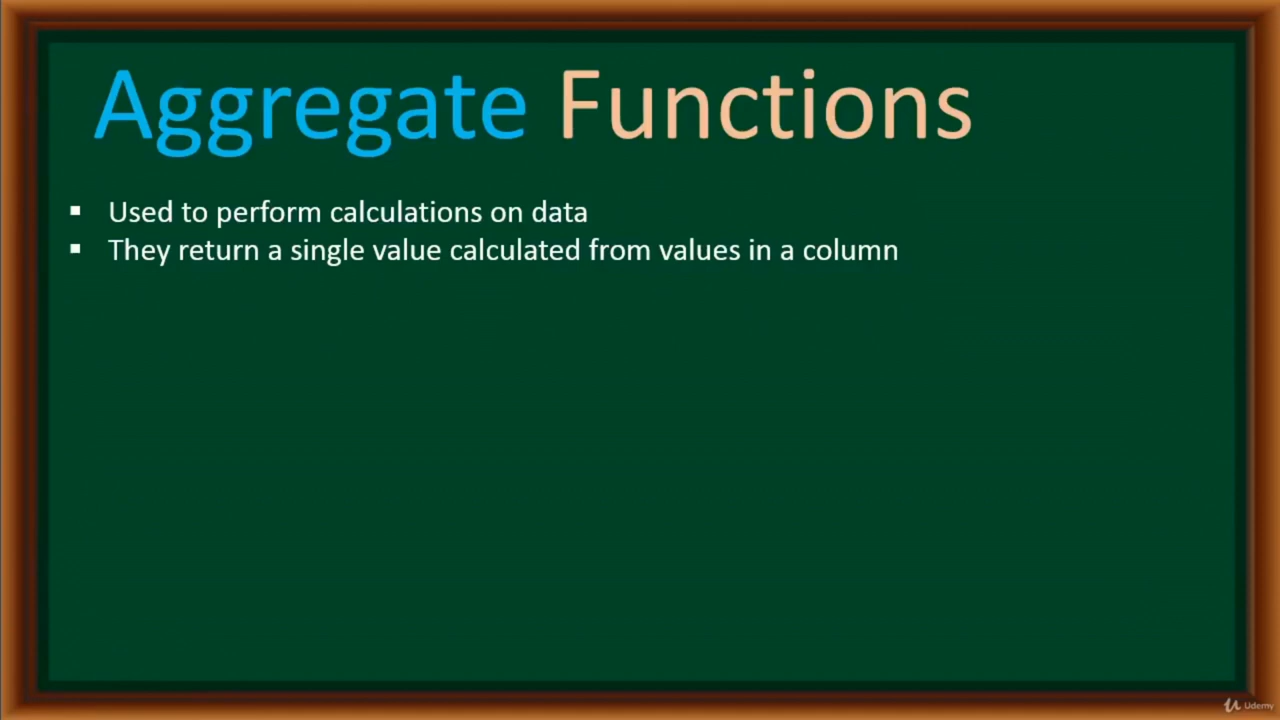 Aggregate Functions
▪ Used to perform calculations on data
▪ They return a single value calculated from values in a column
Udemy